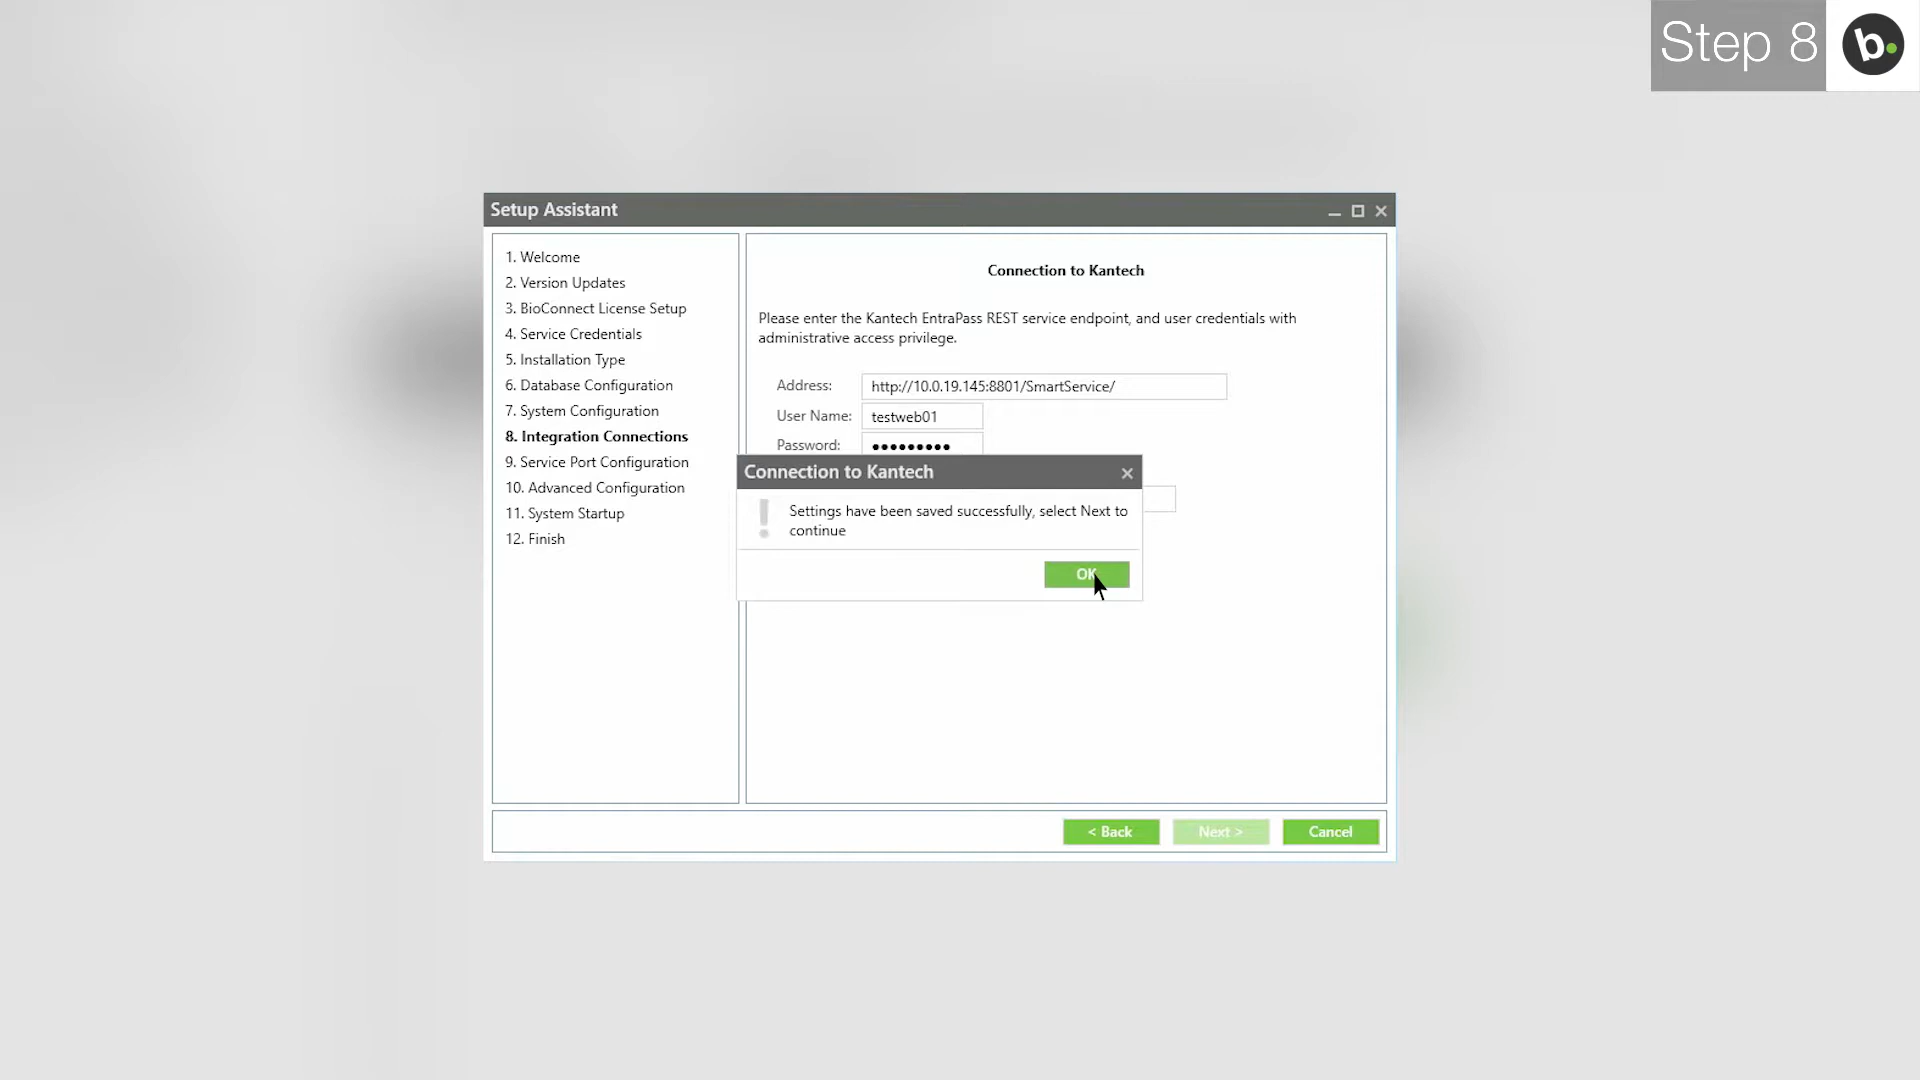 Step 8
b.
Setup Assistant
1. Welcome
2. Version Updates
3. BioConnect License Setup
4. Service Credentials
5. Installation Type
6. Database Configuration
7. System Configuration
8. Integration Connections
9. Service Port Configuration
10. Advanced Configuration
11. System Startup
12. Finish
Connection to Kantech
Please enter the Kantech EntraPass REST service endpoint, and user credentials with
administrative access privilege.
Address: http://10.0.19.145:8801/SmartService/
User Name: testweb01
Password: •••••••••
Connection to Kantech
Settings have been saved successfully, select Next to
continue
OK
< Back Next > Cancel